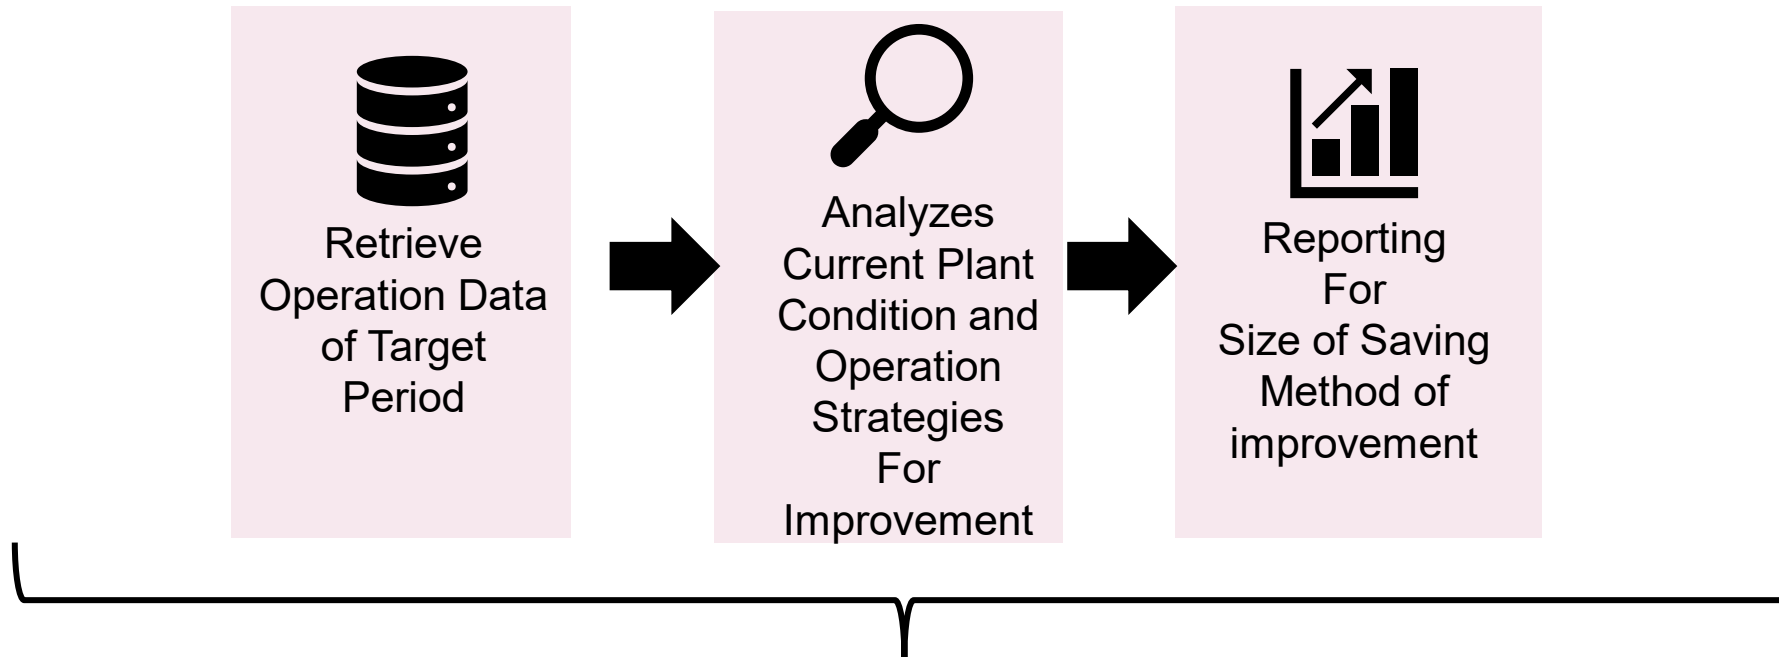 Retrieve
Operation Data
of Target
Period
Analyzes
Current Plant
Condition and
Operation
Strategies
For
Improvement
Reporting
For
Size of Saving
Method of
improvement